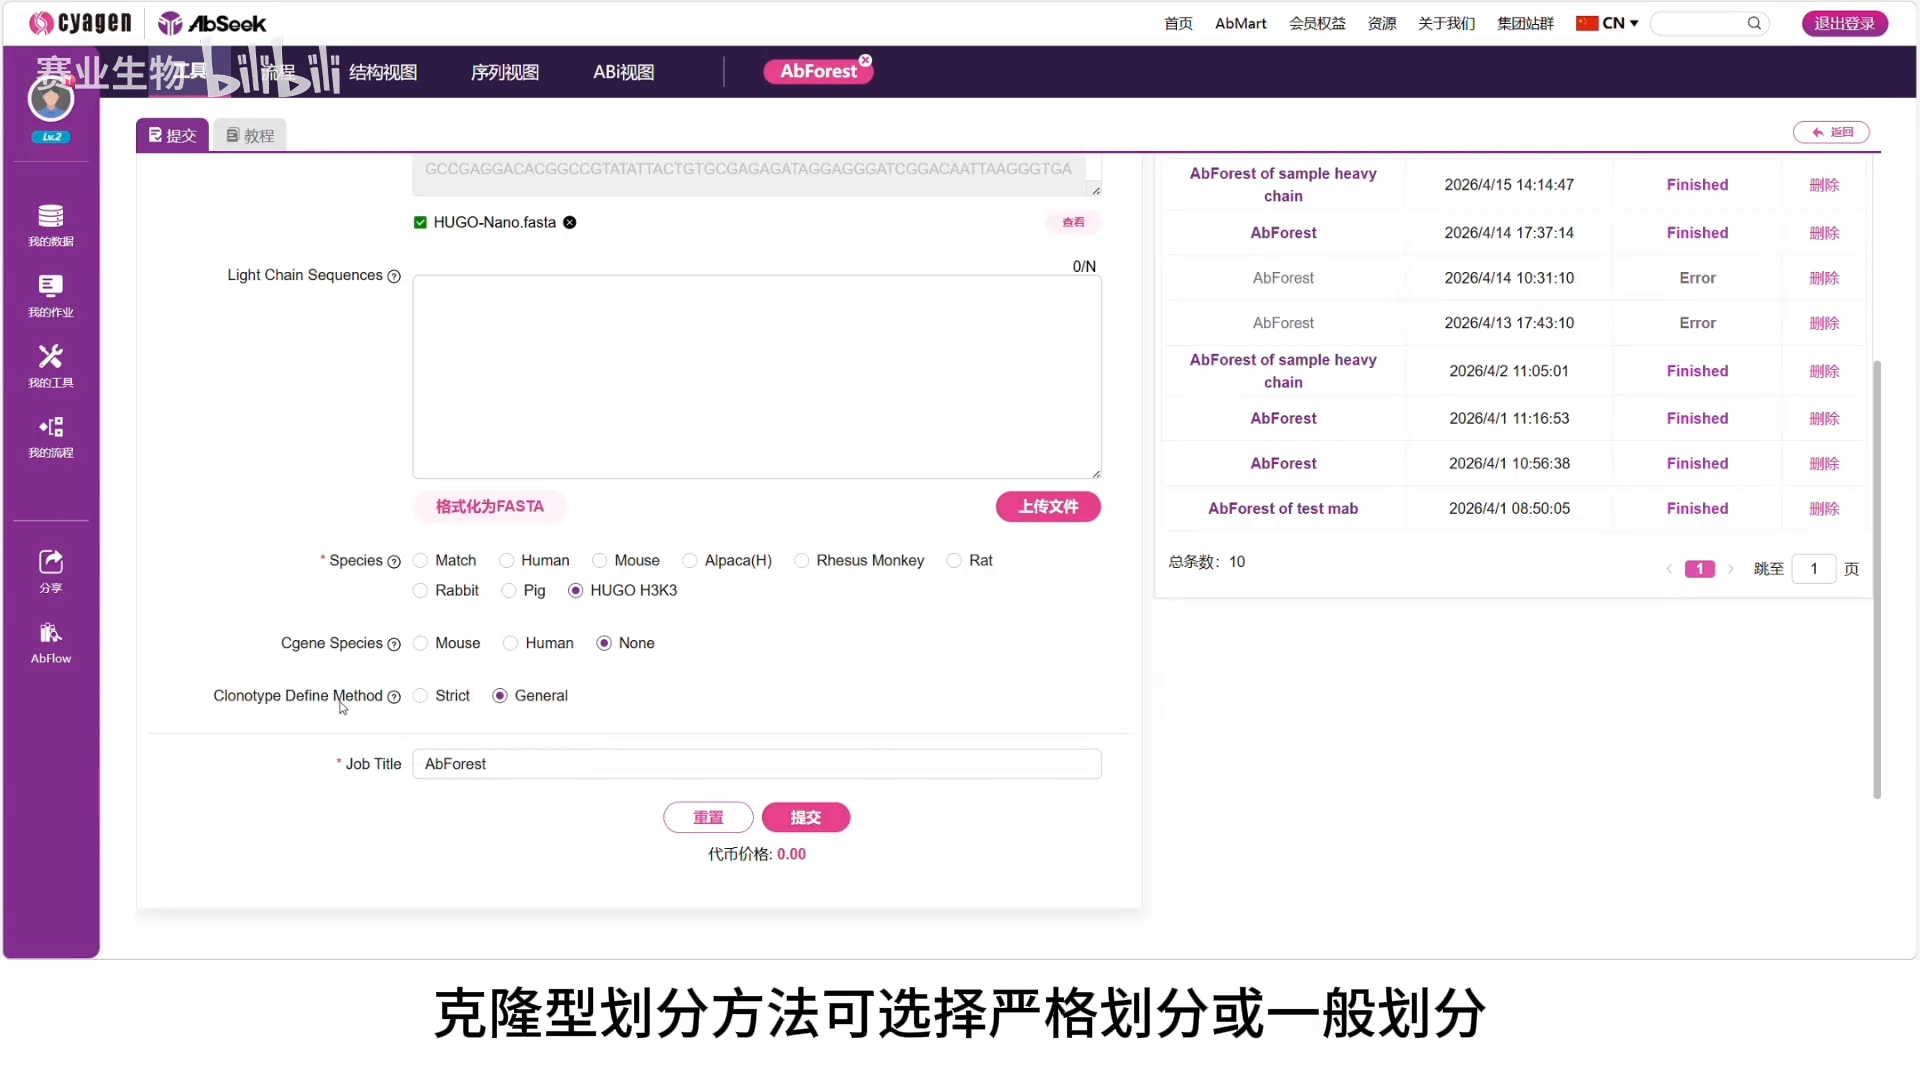 cyagen AbSeek 首页 AbMart 会员权益 资源 关于我们 集团站群 CN 退出登录
赛业生物 bilibili
工具 流程 结构视图 序列视图 ABi视图 AbForest
Lv.2
提交 教程 返回
GCCGAGGACACGGCCGTATATTACTGTGCGAGAGATAGGAGGGATCGGACAATTAAGGGTGA
HUGO-Nano.fasta 查看
Light Chain Sequences 0/N
格式化为FASTA 上传文件
* Species Match Human Mouse Alpaca(H) Rhesus Monkey Rat
Rabbit Pig HUGO H3K3
Cgene Species Mouse Human None
Clonotype Define Method Strict General
* Job Title AbForest
重置 提交
代币价格: 0.00
我的数据
我的作业
我的工具
我的流程
分享
AbFlow
AbForest of sample heavy chain 2026/4/15 14:14:47 Finished 删除
AbForest 2026/4/14 17:37:14 Finished 删除
AbForest 2026/4/14 10:31:10 Error 删除
AbForest 2026/4/13 17:43:10 Error 删除
AbForest of sample heavy chain 2026/4/2 11:05:01 Finished 删除
AbForest 2026/4/1 11:16:53 Finished 删除
AbForest 2026/4/1 10:56:38 Finished 删除
AbForest of test mab 2026/4/1 08:50:05 Finished 删除
总条数：10 1 跳至 1 页
克隆型划分方法可选择严格划分或一般划分